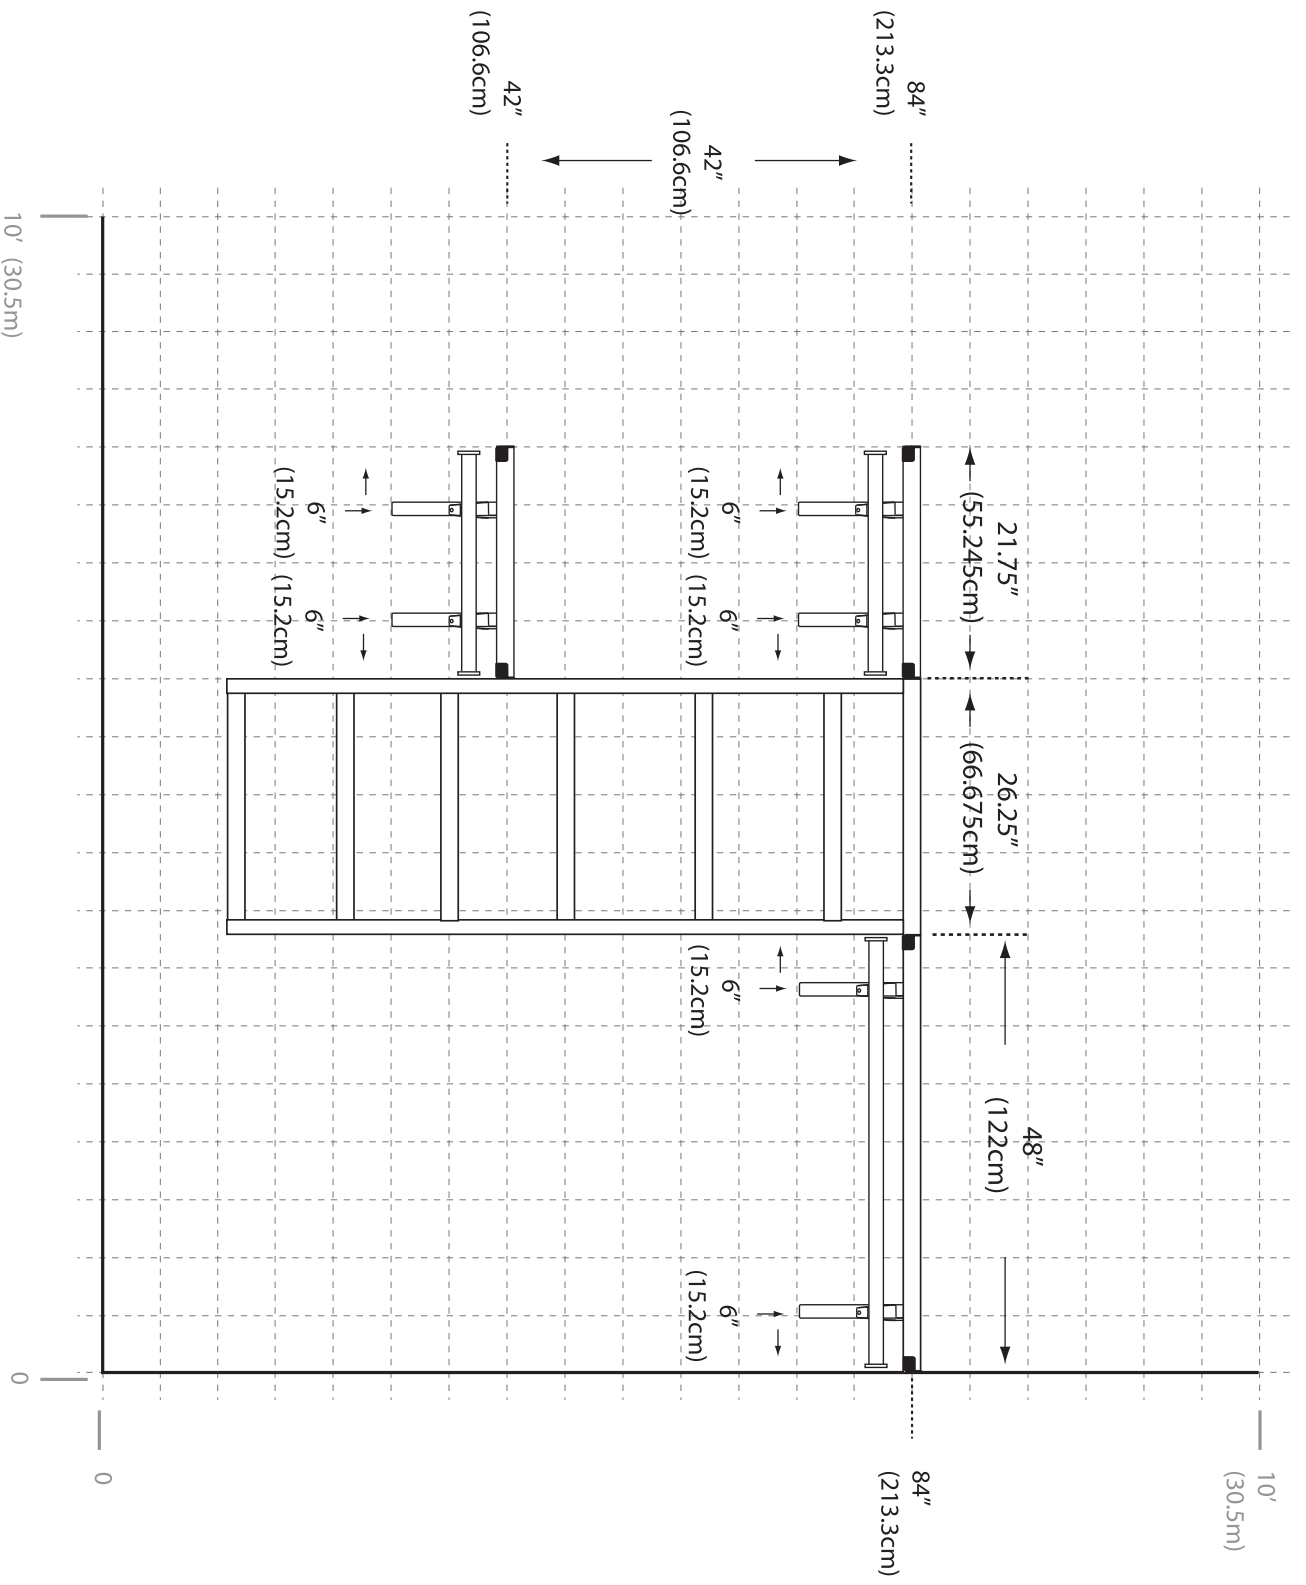 10′
(30.5m)
21.75″
(55.245cm)
26.25″
(66.675cm)
48″
(122cm)
84″
(213.3cm)
84″
(213.3cm)
42″
(106.6cm)
6″
(15.2cm)
6″
(15.2cm)
6″
(15.2cm)
6″
(15.2cm)
42″
(106.6cm)
6″
(15.2cm)
6″
(15.2cm)
0
10′ (30.5m)
0